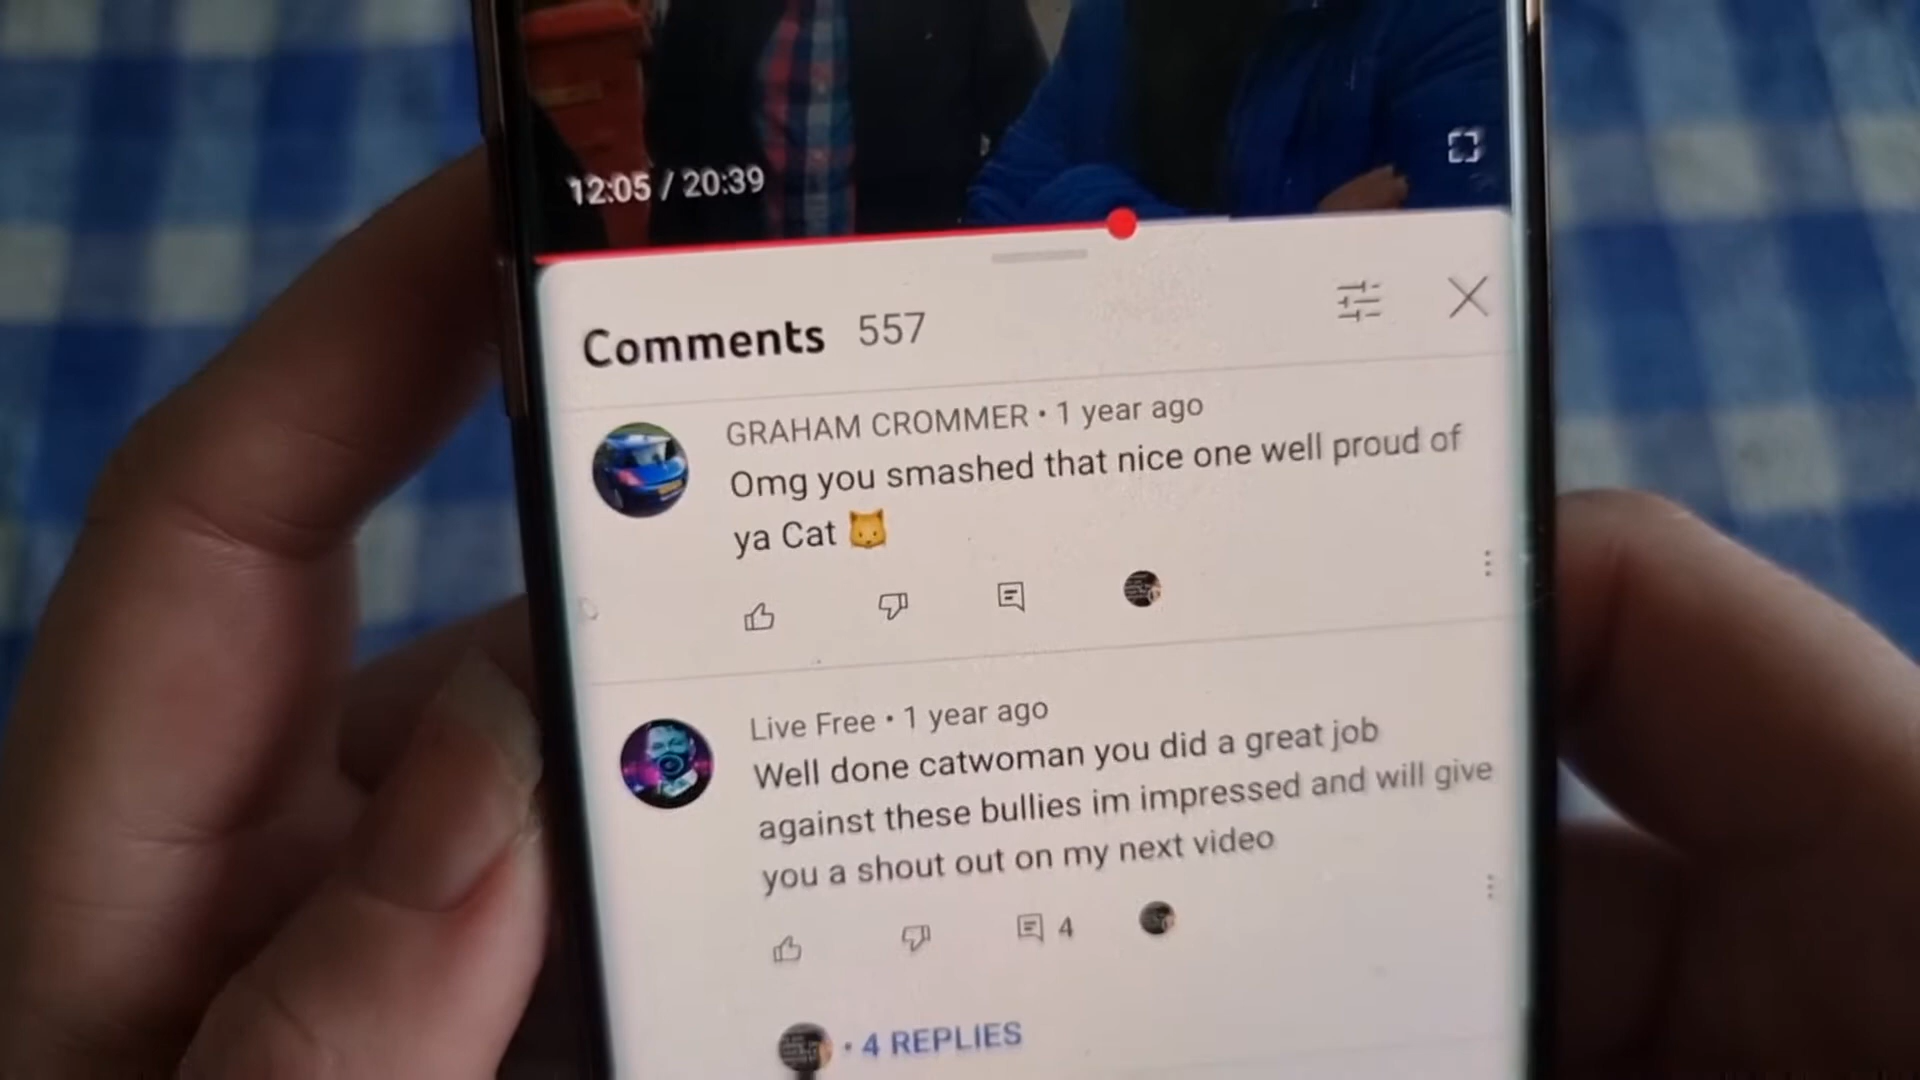 12:05 / 20:39
Comments 557
GRAHAM CROMMER • 1 year ago
Omg you smashed that nice one well proud of
ya Cat 🐱
Live Free • 1 year ago
Well done catwoman you did a great job
against these bullies im impressed and will give
you a shout out on my next video
4
• 4 REPLIES